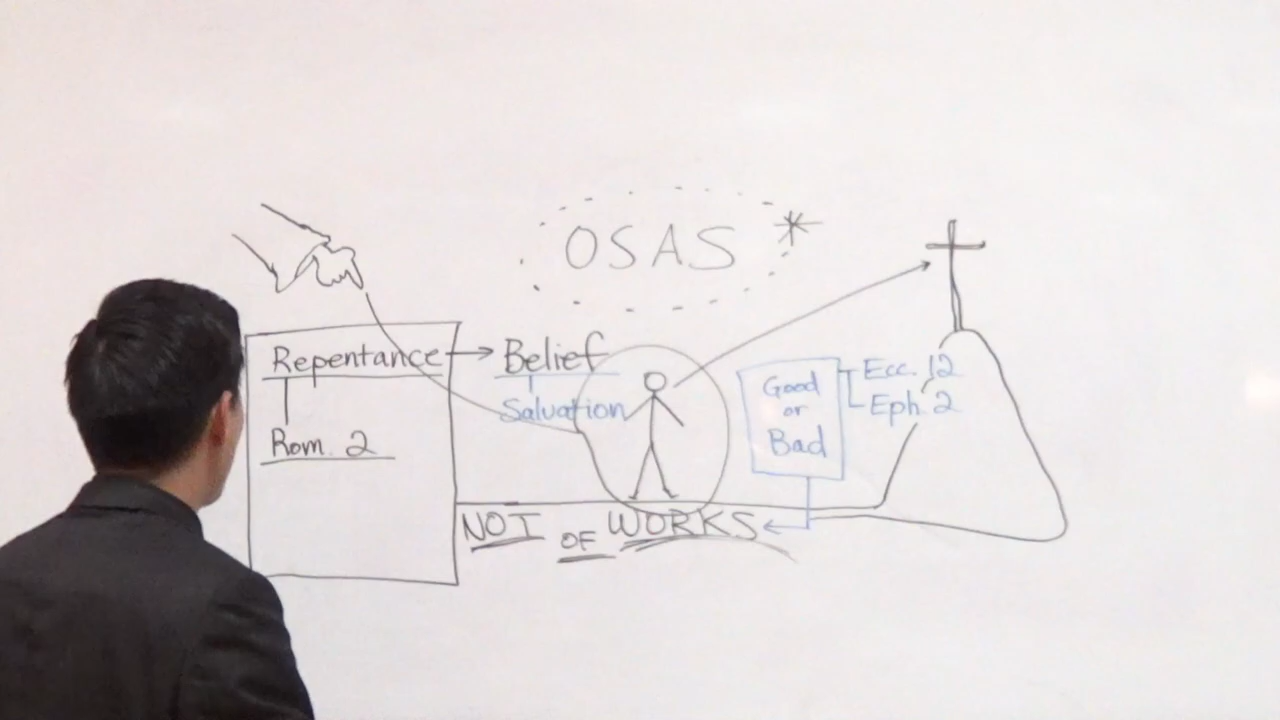 OSAS *
Repentance
Belief
Salvation
Rom. 2
Good
or
Bad
Ecc. 12
Eph. 2
NOT OF WORKS